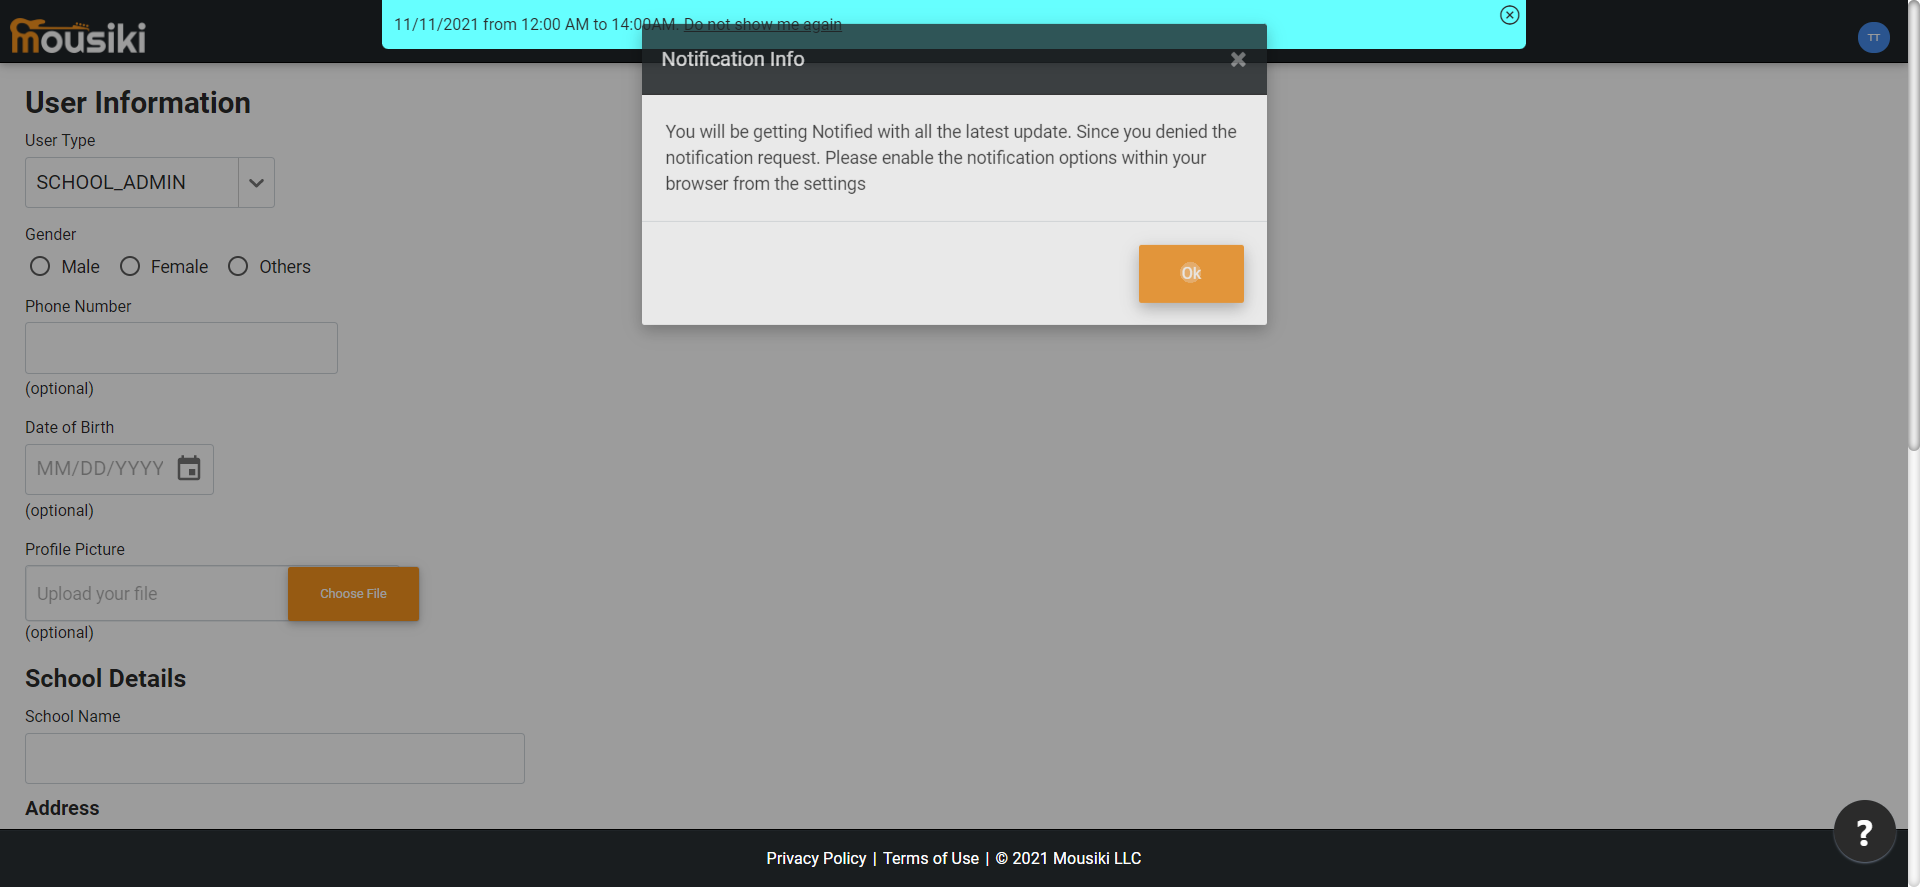 mousiki
11/11/2021 from 12:00 AM to 14:00AM. Do not show me again
TT
Notification Info
You will be getting Notified with all the latest update. Since you denied the
notification request. Please enable the notification options within your
browser from the settings
Ok
User Information
User Type
SCHOOL_ADMIN
Gender
Male Female Others
Phone Number
(optional)
Date of Birth
MM/DD/YYYY
(optional)
Profile Picture
Upload your file Choose File
(optional)
School Details
School Name
Address
?
Privacy Policy | Terms of Use | © 2021 Mousiki LLC